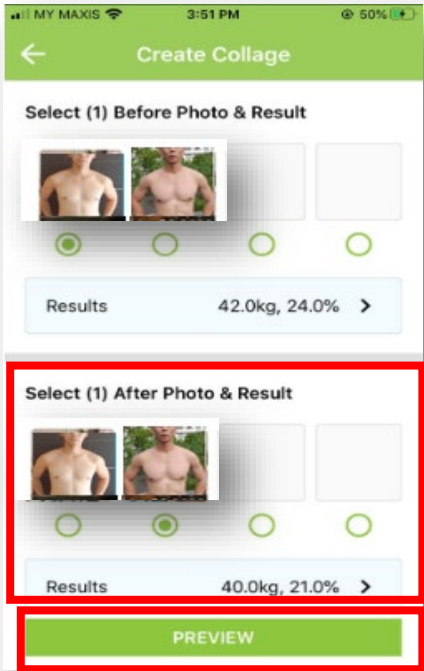 MY MAXIS 3:51 PM @ 50%
Create Collage
Select (1) Before Photo & Result
Results 42.0kg, 24.0% >
Select (1) After Photo & Result
Results 40.0kg, 21.0% >
PREVIEW